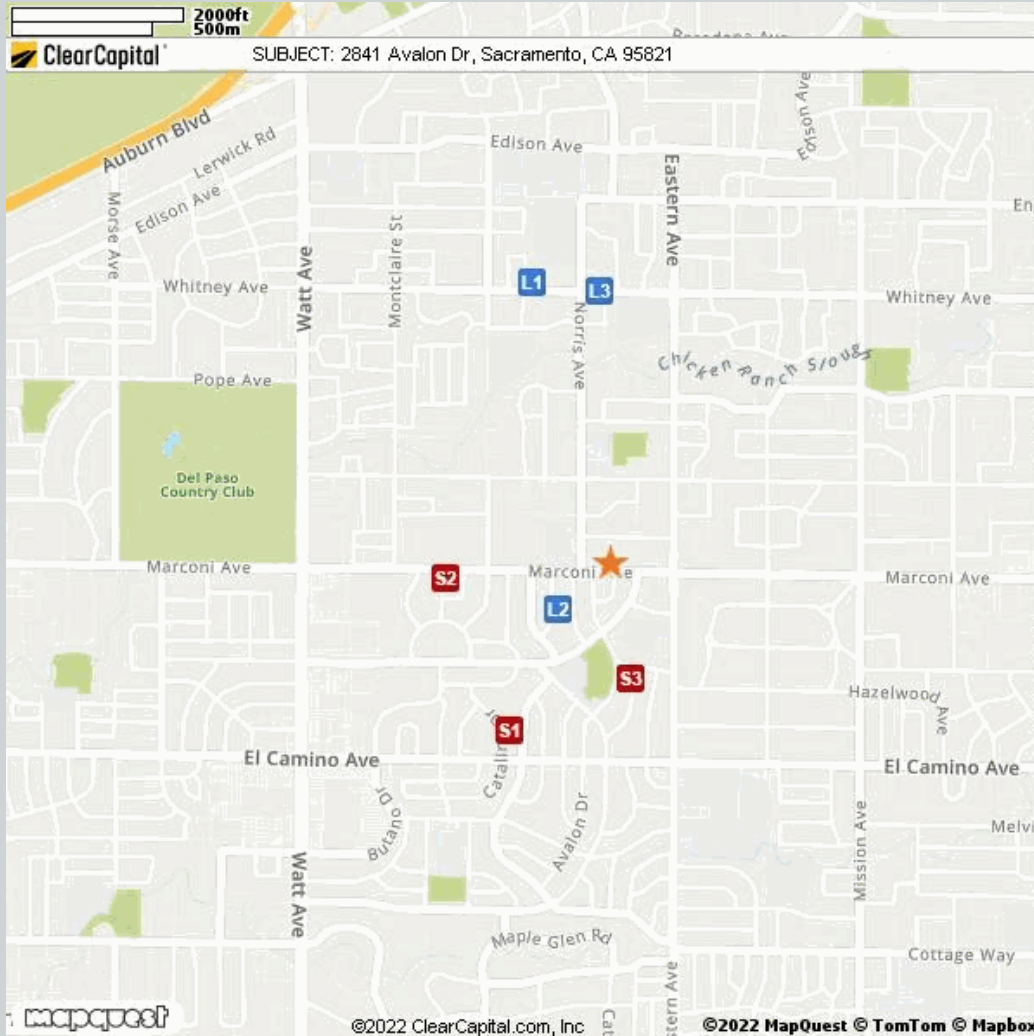 2000ft
500m
ClearCapital
SUBJECT: 2841 Avalon Dr, Sacramento, CA 95821
Auburn Blvd
Lerwick Rd
Edison Ave
Edison Ave
Edison Ave
Morse Ave
Eastern Ave
Montclaire St
Watt Ave
Whitney Ave
L1
L3
Whitney Ave
Norris Ave
Chicken Ranch Slough
Pope Ave
Del Paso
Country Club
Marconi Ave
S2
Marconi
Marconi Ave
L2
S3
Hazelwood Ave
S1
El Camino Ave
El Camino Ave
Butano Dr
Avalon Dr
Mission Ave
Watt Ave
Maple Glen Rd
Cottage Way
mapquest
©2022 ClearCapital.com, Inc
©2022 MapQuest © TomTom © Mapbox